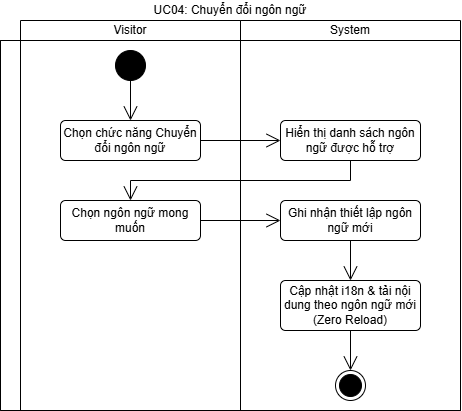 UC04: Chuyển đổi ngôn ngữ
Visitor
System
Chọn chức năng Chuyển
đổi ngôn ngữ
Hiển thị danh sách ngôn
ngữ được hỗ trợ
Chọn ngôn ngữ mong
muốn
Ghi nhận thiết lập ngôn
ngữ mới
Cập nhật i18n & tải nội
dung theo ngôn ngữ mới
(Zero Reload)